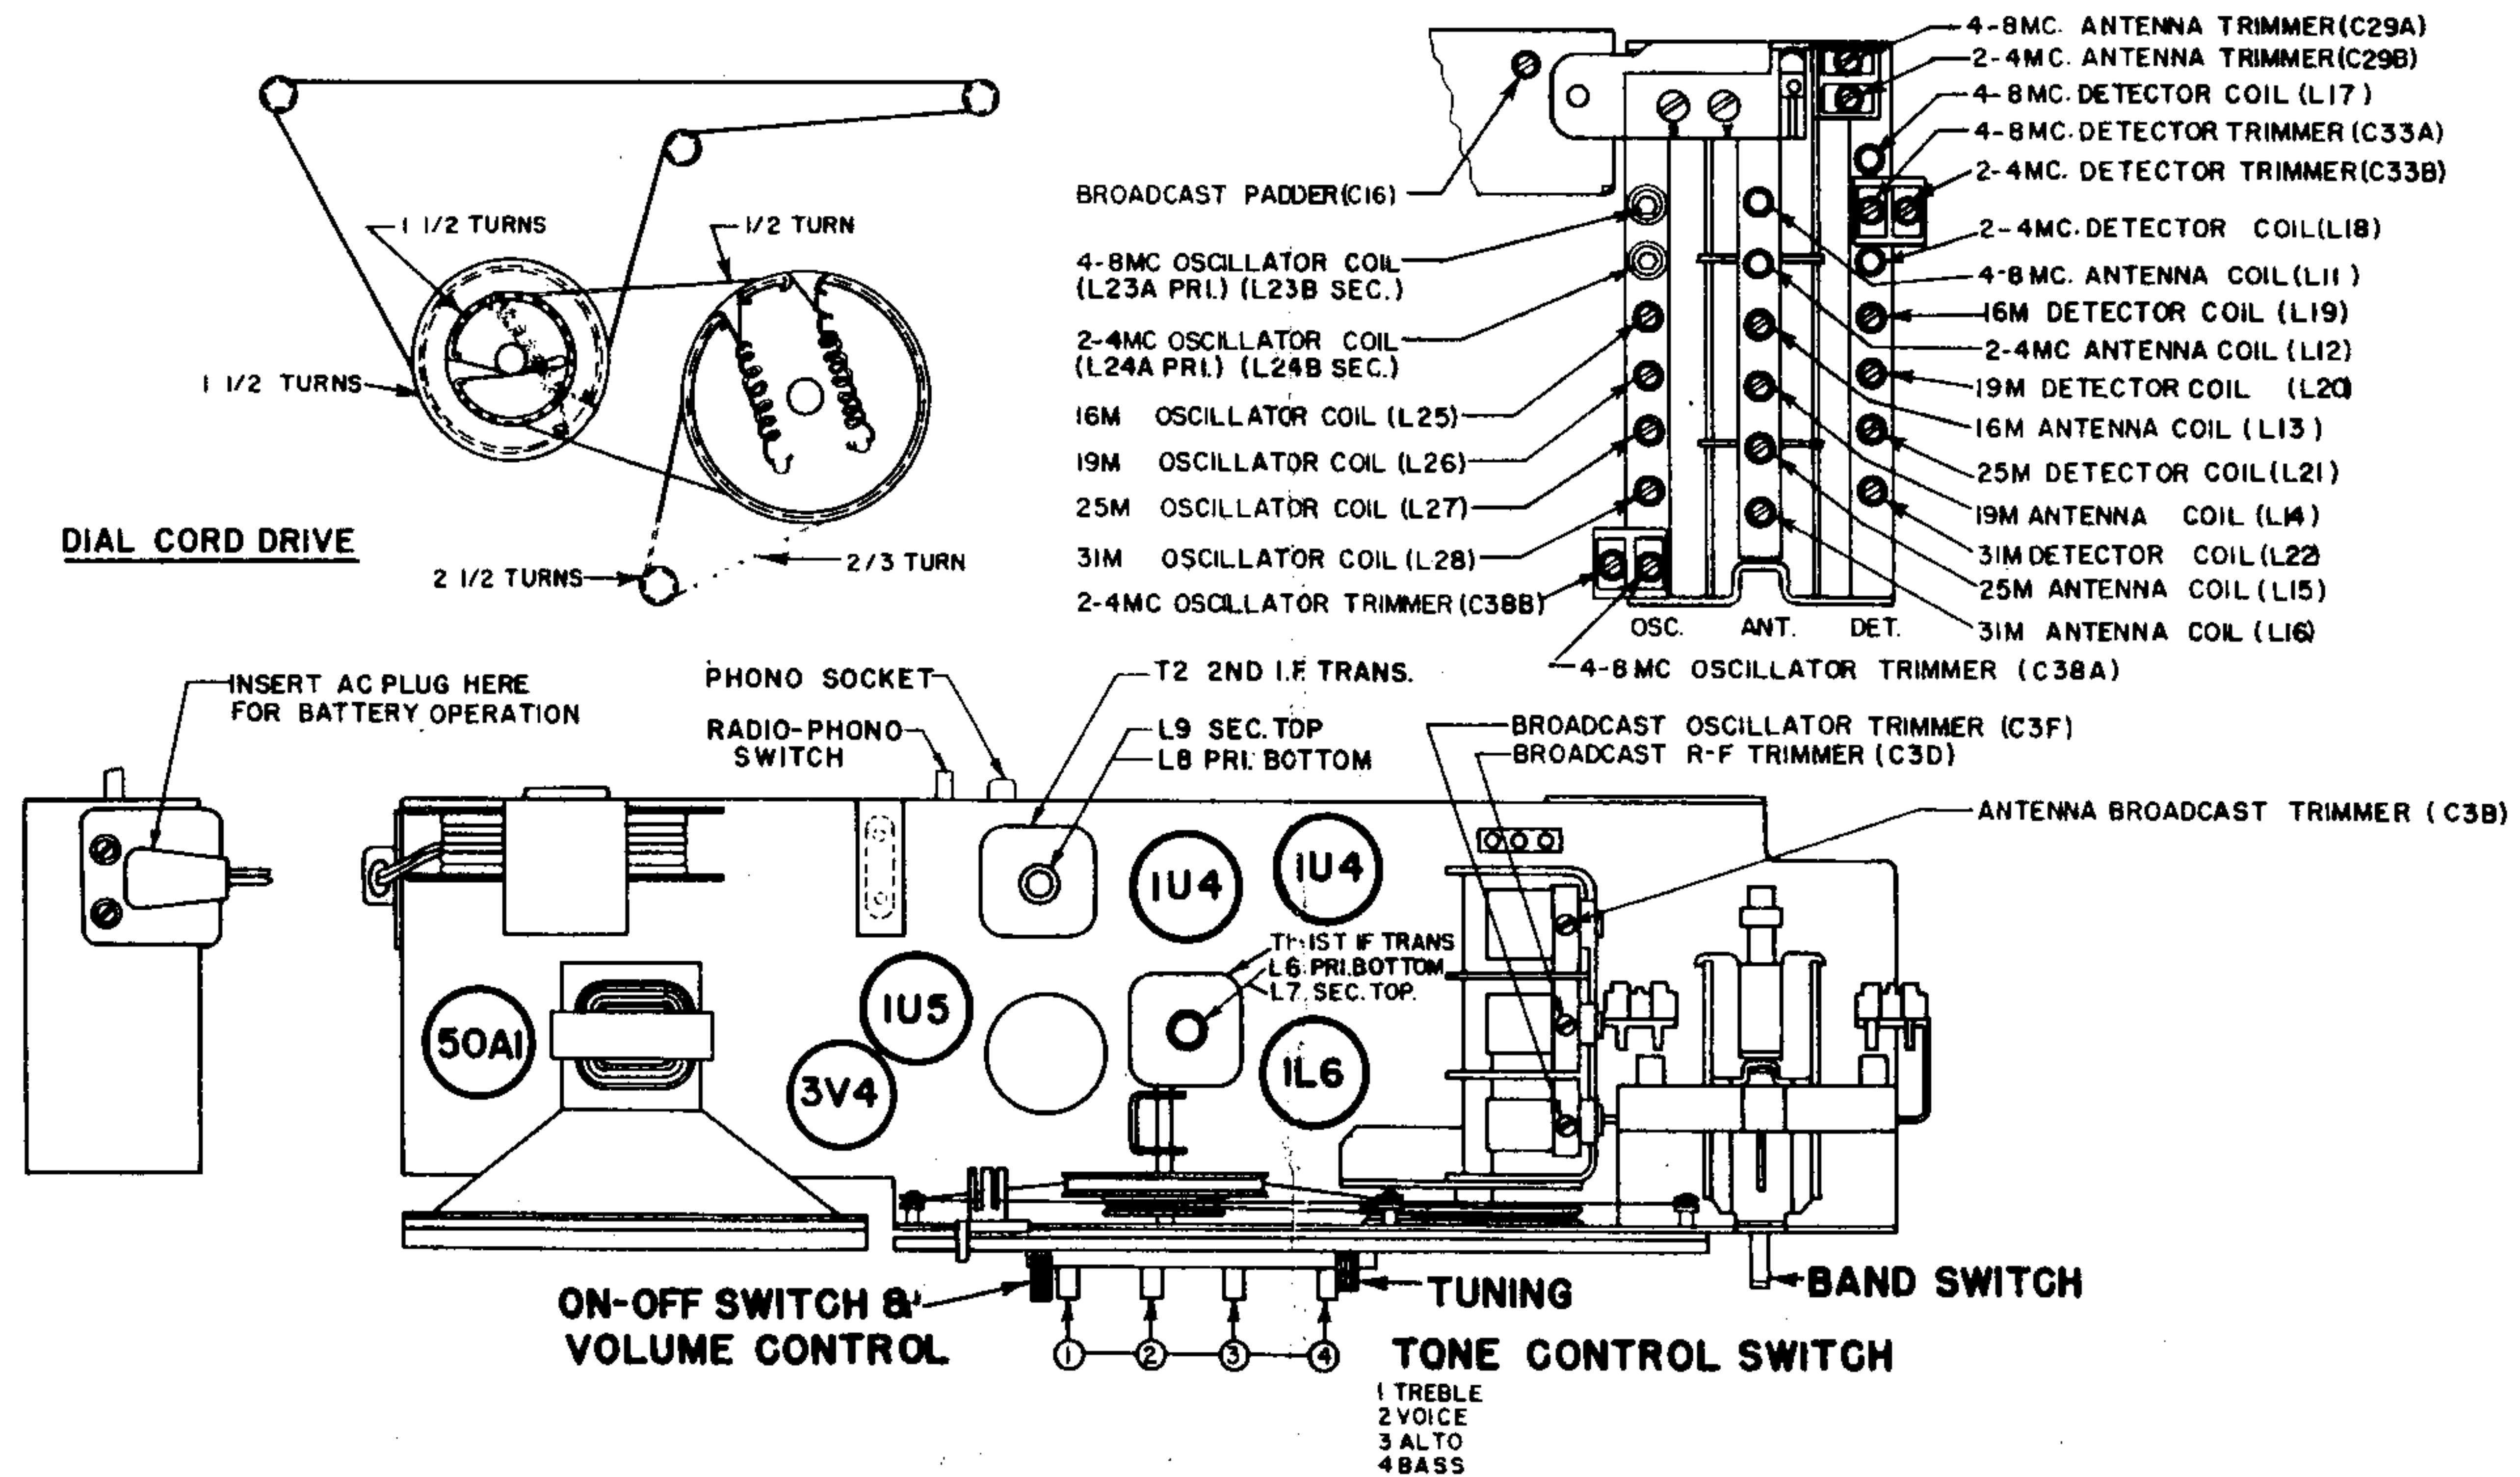 4-8MC. ANTENNA TRIMMER(C29A)
2-4MC. ANTENNA TRIMMER(C29B)
4-8MC. DETECTOR COIL (L17)
4-8MC. DETECTOR TRIMMER (C33A)
2-4MC. DETECTOR TRIMMER(C33B)
2-4MC. DETECTOR COIL(L18)
4-8MC. ANTENNA COIL(L11)
16M DETECTOR COIL (L19)
2-4MC ANTENNA COIL (L12)
19M DETECTOR COIL (L20)
16M ANTENNA COIL (L13)
25M DETECTOR COIL(L21)
19M ANTENNA COIL (L14)
31M DETECTOR COIL(L22)
25M ANTENNA COIL (L15)
31M ANTENNA COIL (L16)
BROADCAST PADDER(C16)
4-8MC OSCILLATOR COIL
(L23A PRI.) (L23B SEC.)
2-4MC OSCILLATOR COIL
(L24A PRI.) (L24B SEC.)
16M OSCILLATOR COIL (L25)
19M OSCILLATOR COIL (L26)
25M OSCILLATOR COIL (L27)
31M OSCILLATOR COIL (L28)
2-4MC OSCILLATOR TRIMMER (C38B)
OSC. ANT. DET.
4-8MC OSCILLATOR TRIMMER (C38A)
1 1/2 TURNS
1/2 TURN
1 1/2 TURNS
DIAL CORD DRIVE
2 1/2 TURNS
2/3 TURN
INSERT AC PLUG HERE
FOR BATTERY OPERATION
PHONO SOCKET
RADIO-PHONO
SWITCH
T2 2ND I.F. TRANS.
L9 SEC. TOP
L8 PRI. BOTTOM
BROADCAST OSCILLATOR TRIMMER (C3F)
BROADCAST R-F TRIMMER (C3D)
ANTENNA BROADCAST TRIMMER (C3B)
1U4
1U4
T1 1ST IF TRANS
L6 PRI. BOTTOM
L7 SEC. TOP.
50A1
1U5
3V4
1L6
ON-OFF SWITCH &
VOLUME CONTROL
TUNING
BAND SWITCH
1 2 3 4
TONE CONTROL SWITCH
1 TREBLE
2 VOICE
3 ALTO
4 BASS